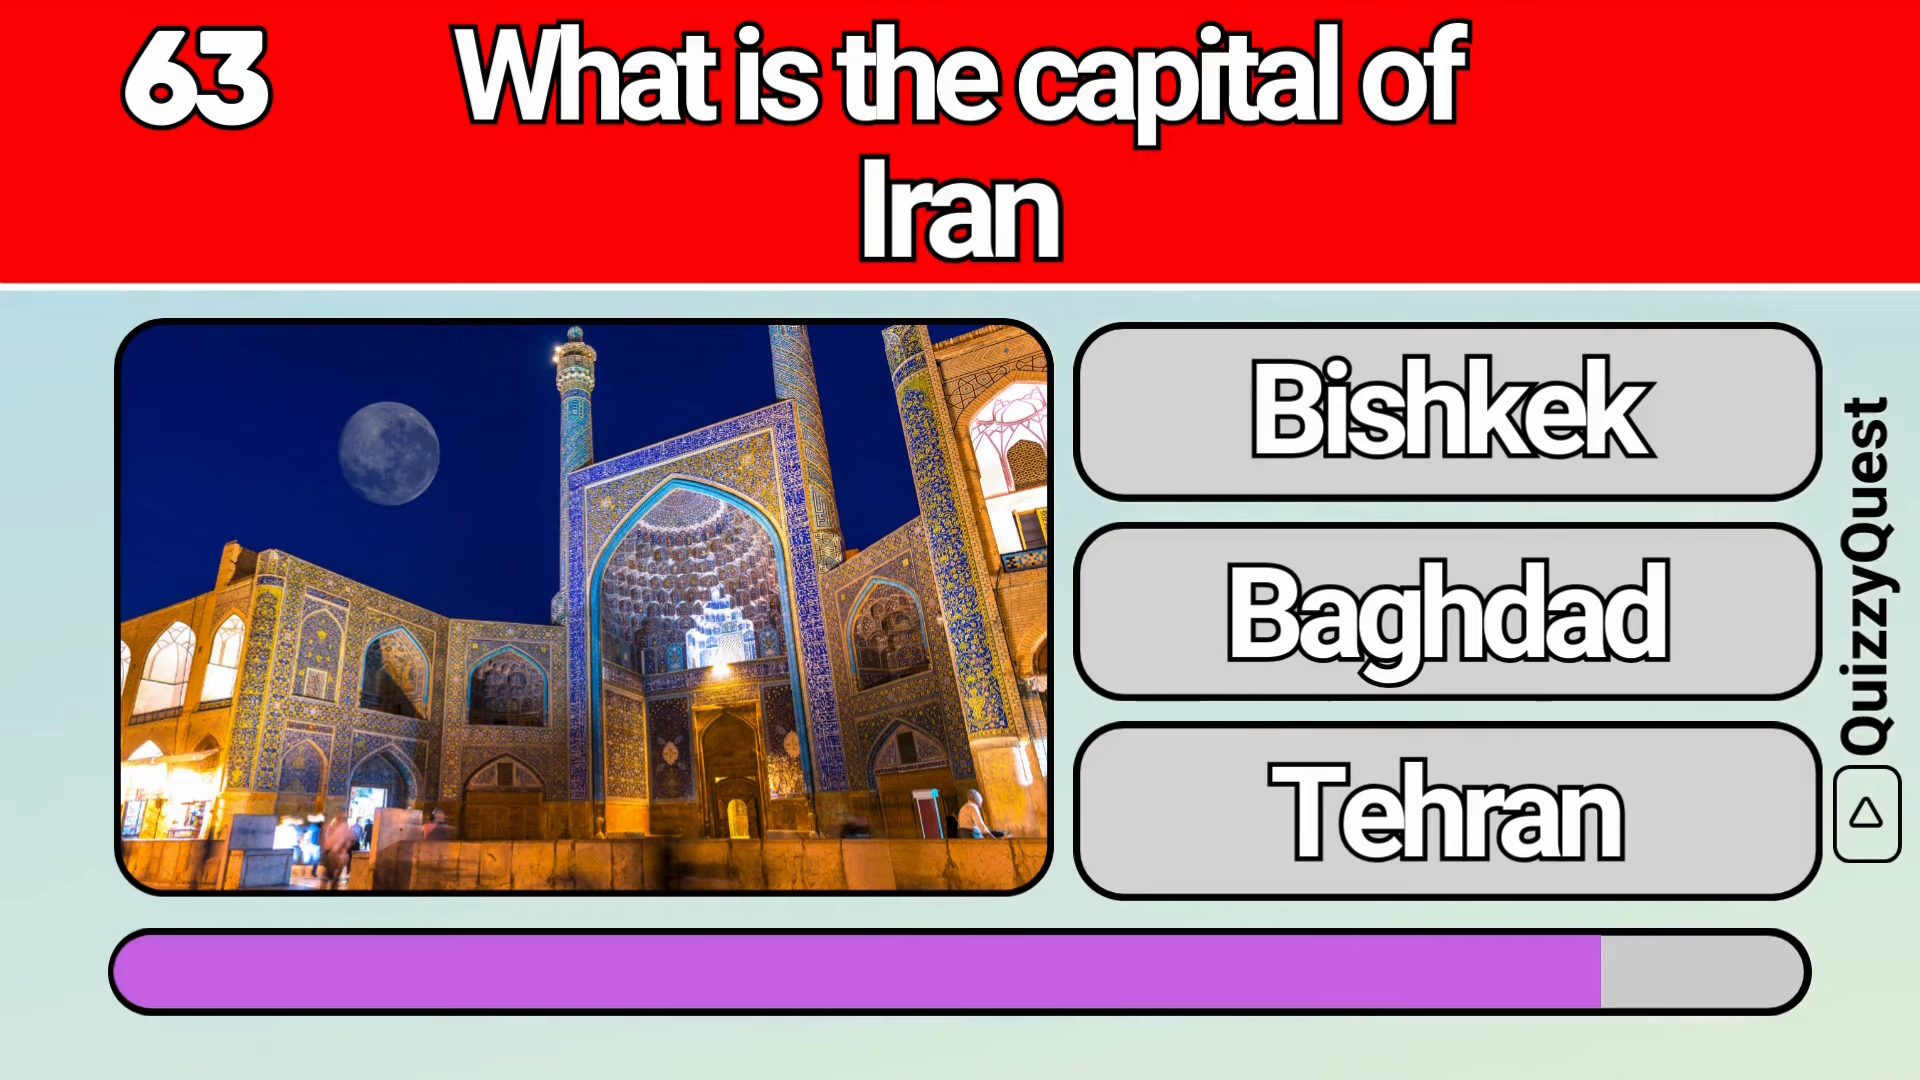 63
What is the capital of
Iran
Bishkek
Baghdad
Tehran
QuizzyQuest